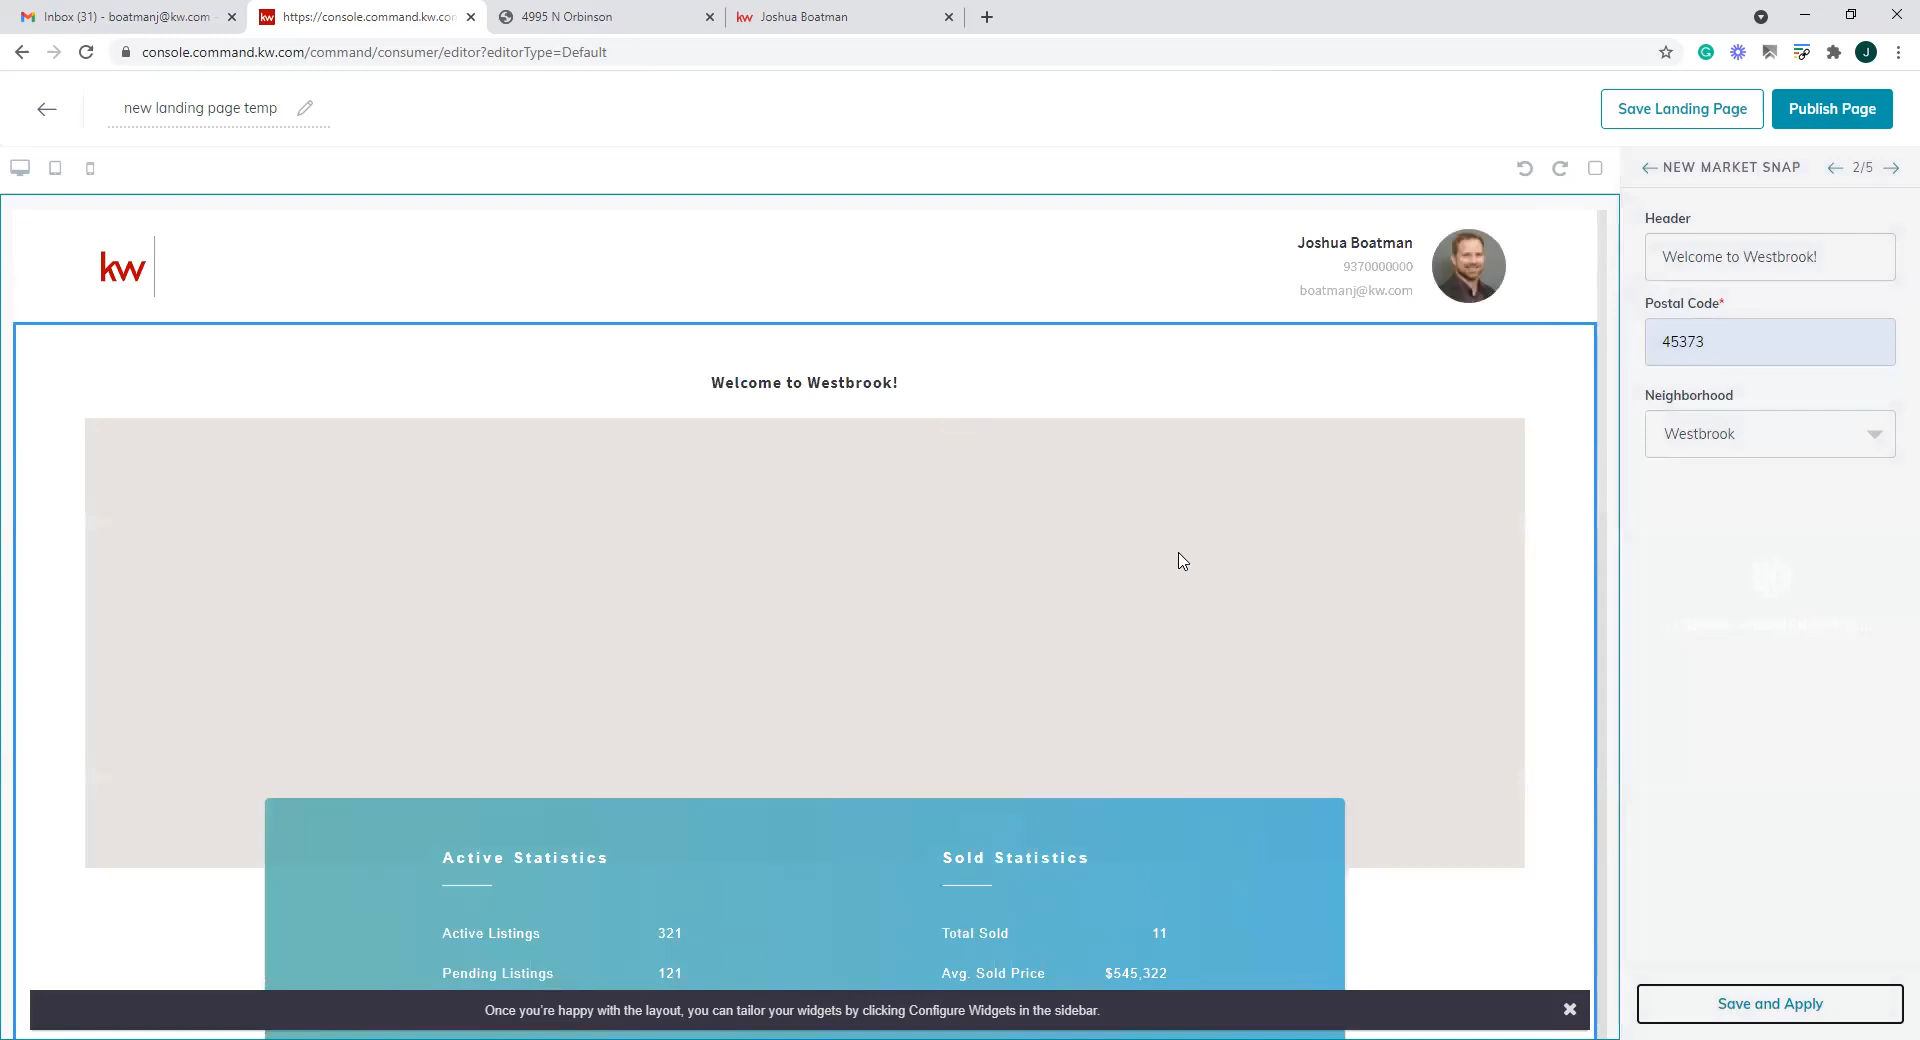 Inbox (31) - boatmanj@kw.com
https://console.command.kw.con
4995 N Orbinson
kw Joshua Boatman
console.command.kw.com/command/consumer/editor?editorType=Default
J
new landing page temp
Save Landing Page
Publish Page
NEW MARKET SNAP
2/5
kw
Joshua Boatman
9370000000
boatmanj@kw.com
Header
Welcome to Westbrook!
Postal Code*
45373
Neighborhood
Westbrook
Welcome to Westbrook!
Active Statistics
Sold Statistics
Active Listings 321
Total Sold 11
Pending Listings 121
Avg. Sold Price $545,322
Once you're happy with the layout, you can tailor your widgets by clicking Configure Widgets in the sidebar.
Save and Apply